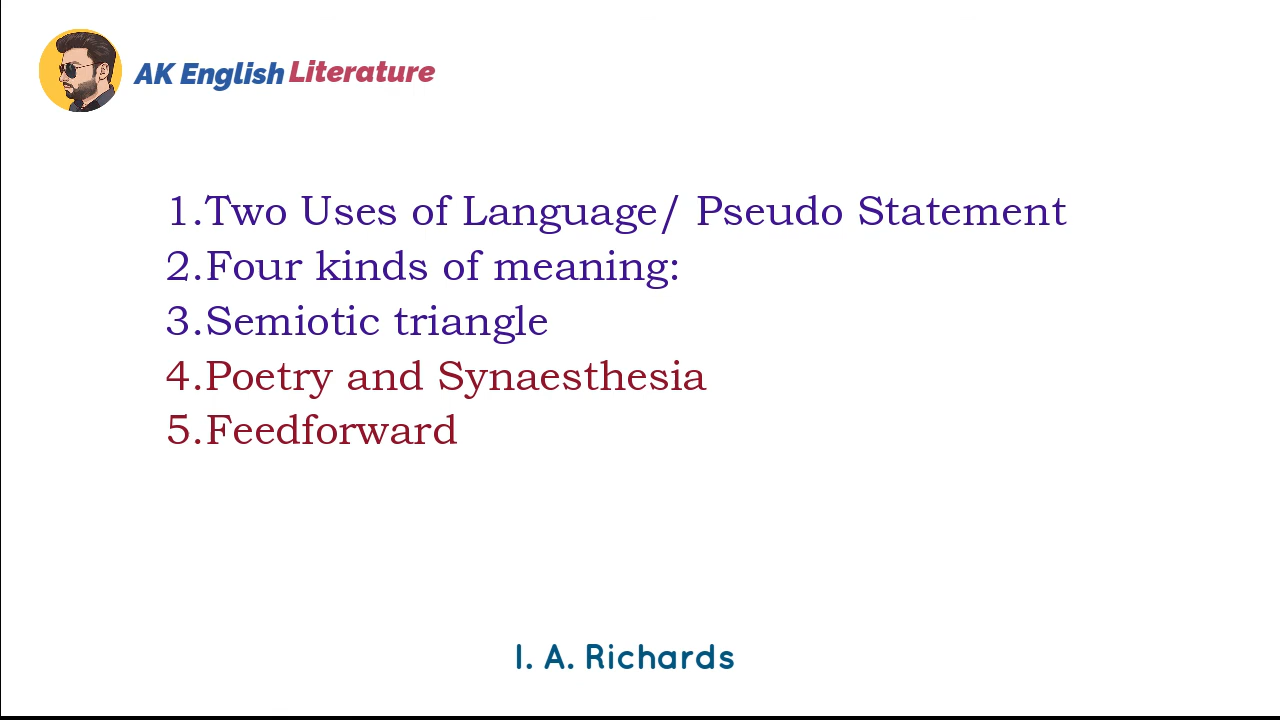 AK English Literature
1.Two Uses of Language/ Pseudo Statement
2.Four kinds of meaning:
3.Semiotic triangle
4.Poetry and Synaesthesia
5.Feedforward
I. A. Richards